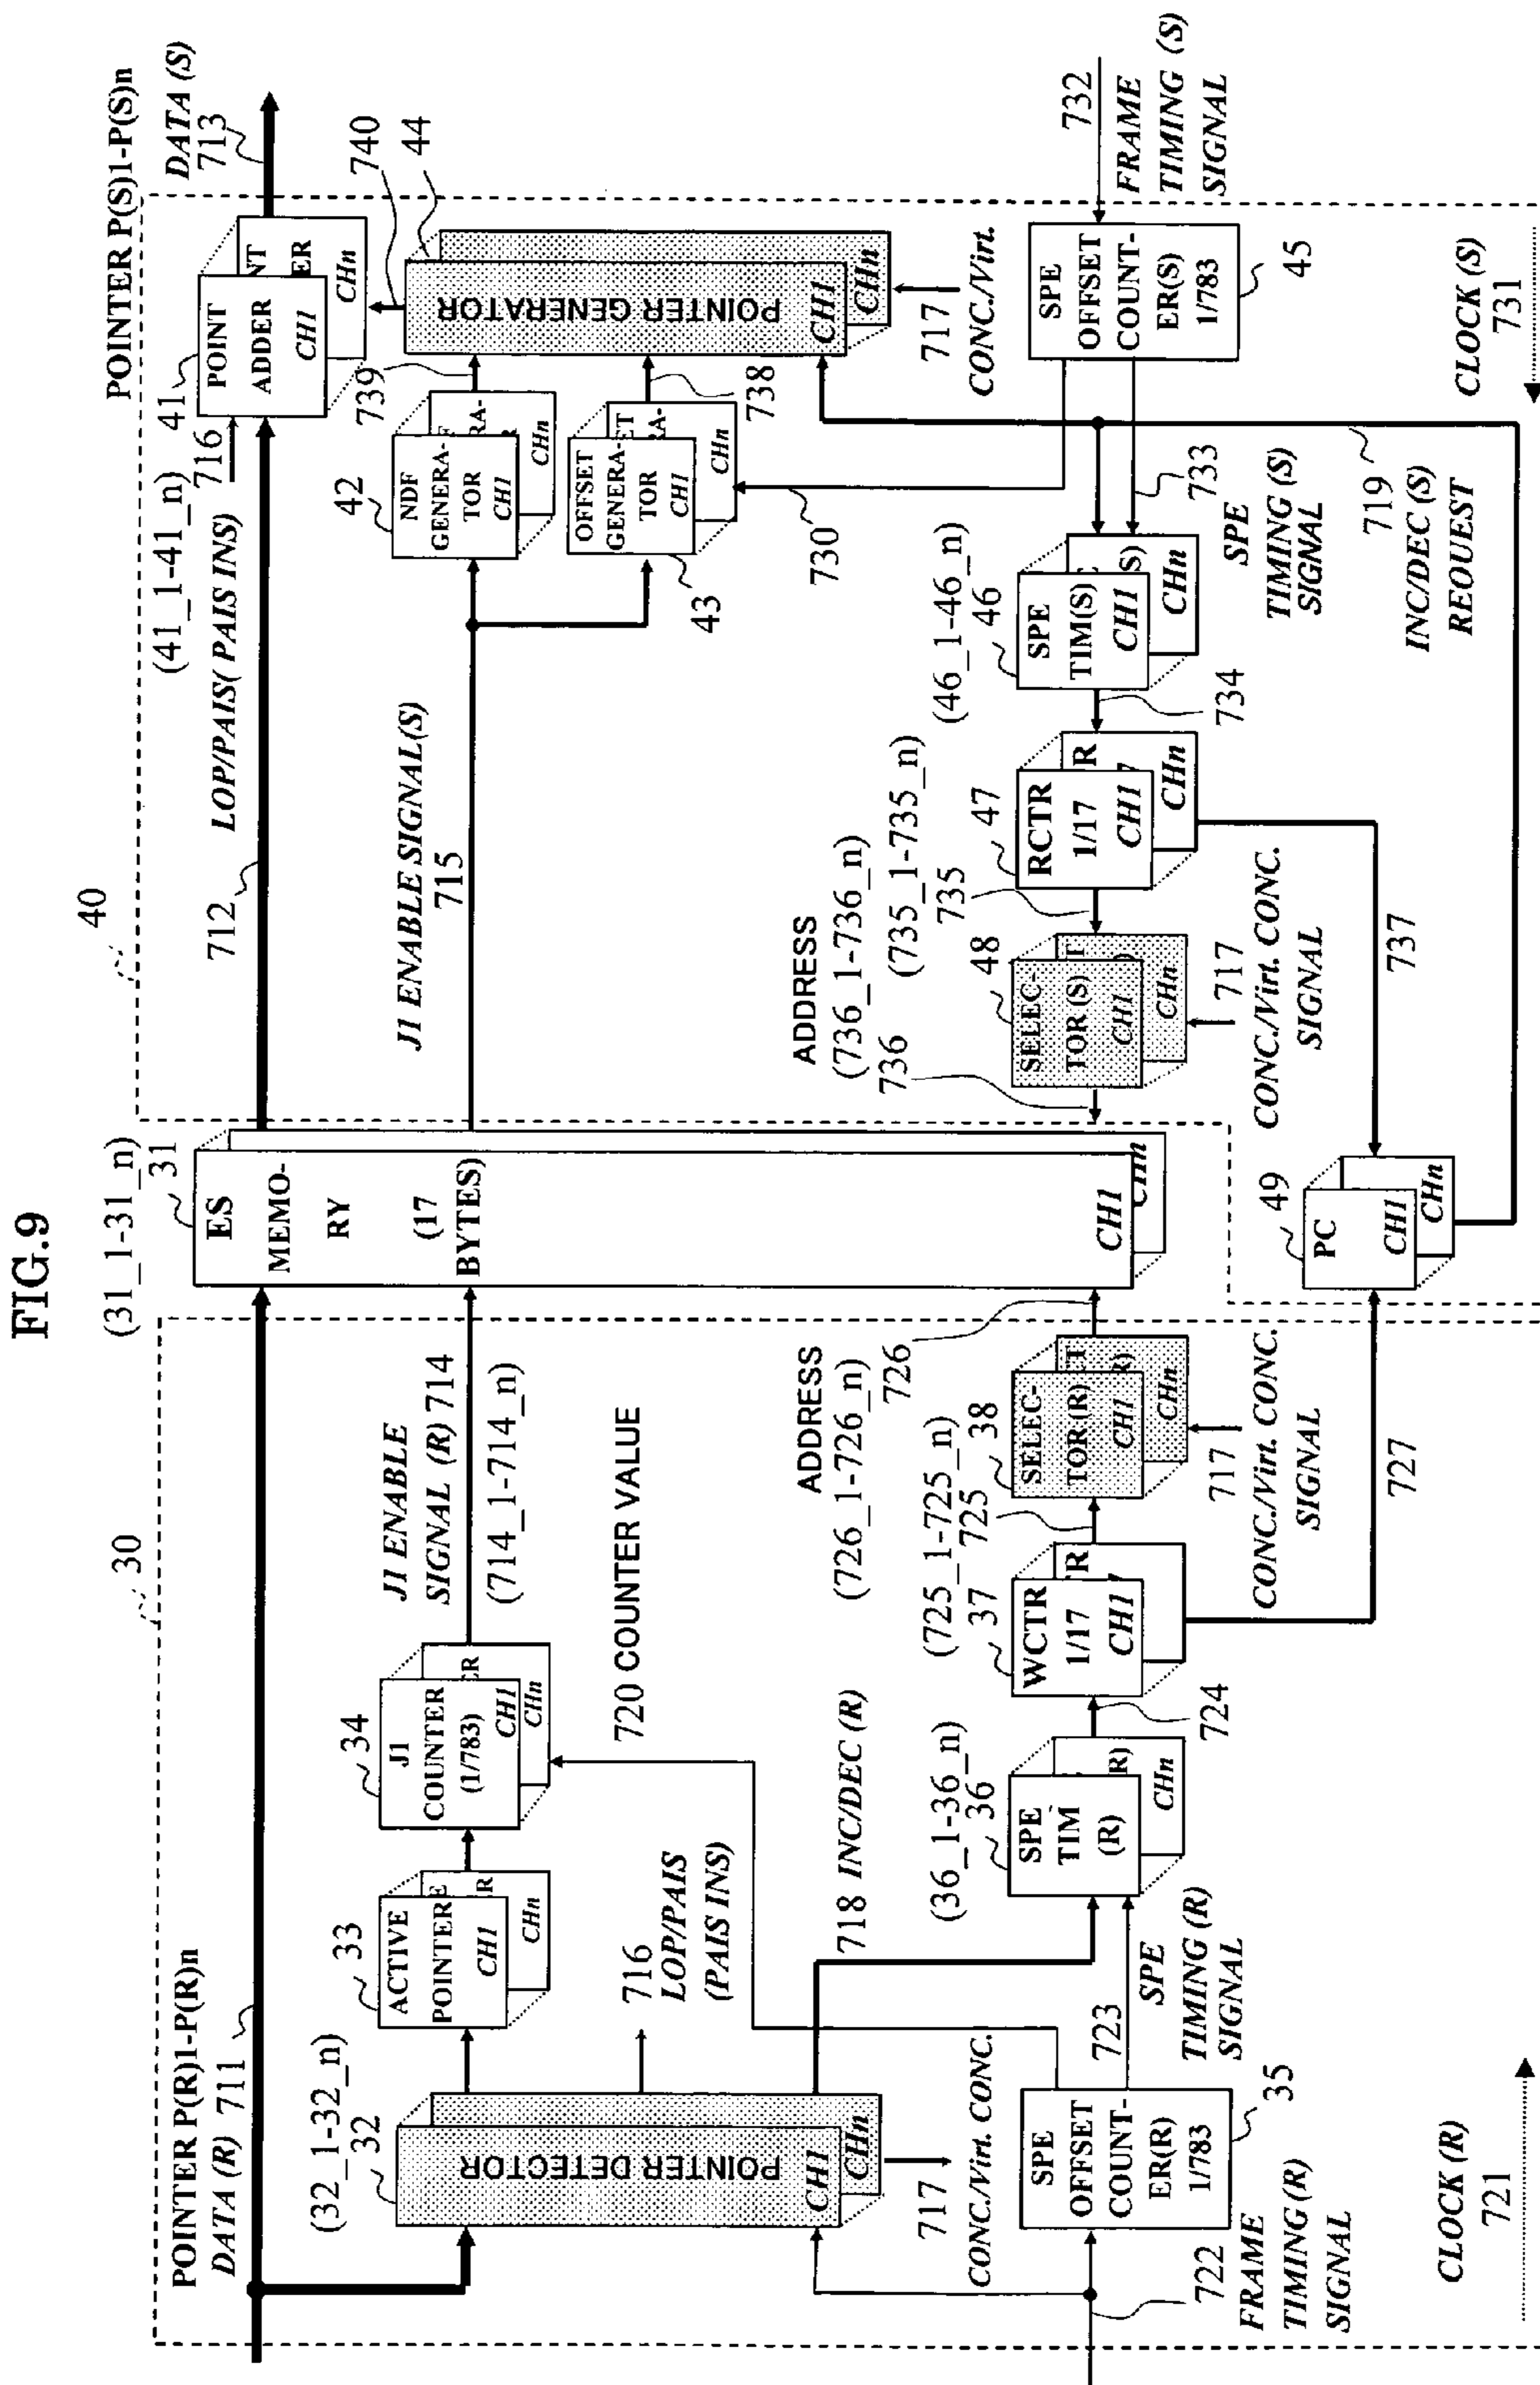 FIG.9
POINTER P(R)1-P(R)n
DATA (R) 711
30
(32_1-32_n)
32
POINTER DETECTOR
CH1
CHn
717
CONC./Virt. CONC.
33
ACTIVE
POINTER
CH1
CHn
34
J1
COUNTER
(1/783)
CH1
CHn
J1 ENABLE
SIGNAL (R) 714
(714_1-714_n)
716
LOP/PAIS
(PAIS INS)
720 COUNTER VALUE
718 INC/DEC (R)
722
FRAME
TIMING (R)
SIGNAL
35
SPE
OFFSET
COUNT-
ER(R)
1/783
723
SPE
TIMING (R)
SIGNAL
(36_1-36_n)
36
SPE
TIM
(R)
R)
CHn
724
(725_1-725_n)
37
725
WCTR
1/17
CH1
R
ADDRESS
(726_1-726_n)
726
38
SELEC-
TOR(R)
CH1
CHn
717
CONC./Virt. CONC.
SIGNAL
727
CLOCK (R)
721
(31_1-31_n)
31
ES
MEMO-
RY
(17
BYTES)
CH1
CHn
40
712
LOP/PAIS( PAIS INS)
(41_1-41_n)
716
41
POINT
ADDER
CH1
NT
ER
CHn
POINTER P(S)1-P(S)n
DATA (S)
713
J1 ENABLE SIGNAL(S)
715
42
NDF
GENERA-
TOR
CH1
RA-
CHn
739
43
OFFSET
GENERA-
TOR
CH1
ET
RA-
CHn
738
740
44
POINTER GENERATOR
CH1
CHn
717
CONC./Virt.
730
732
FRAME
TIMING (S)
SIGNAL
45
SPE
OFFSET
COUNT-
ER(S)
1/783
733
SPE
TIMING (S)
SIGNAL
(46_1-46_n)
46
SPE
TIM(S)
CH1
S)
CHn
734
(735_1-735_n)
735
47
RCTR
1/17
CH1
R
CHn
ADDRESS
(736_1-736_n)
736
48
SELEC-
TOR (S)
CH1
CHn
717
CONC./Virt. CONC.
SIGNAL
737
49
PC
CH1
CHn
719
INC/DEC (S)
REQUEST
CLOCK (S)
731